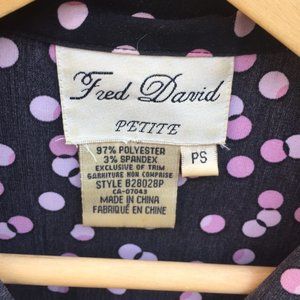 Fred David
PETITE
PS
97% POLYESTER
3% SPANDEX
EXCLUSIVE OF TRIM
GARNITURE NON COMPRISE
STYLE B28028P
CA-07043
MADE IN CHINA
FABRIQUÉ EN CHINE